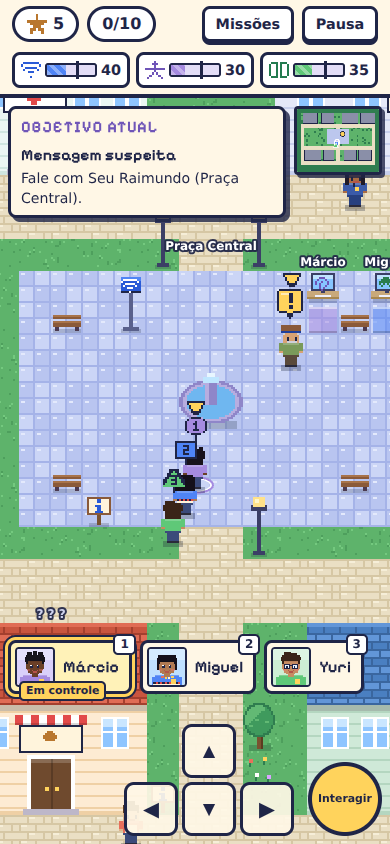 5
0/10
Missões
Pausa
40
30
35
OBJETIVO ATUAL
Mensagem suspeita
Fale com Seu Raimundo (Praça
Central).
Praça Central
Márcio
Mig
!
1
2
3
???
Márcio
1
Em controle
Miguel
2
Yuri
3
Interagir